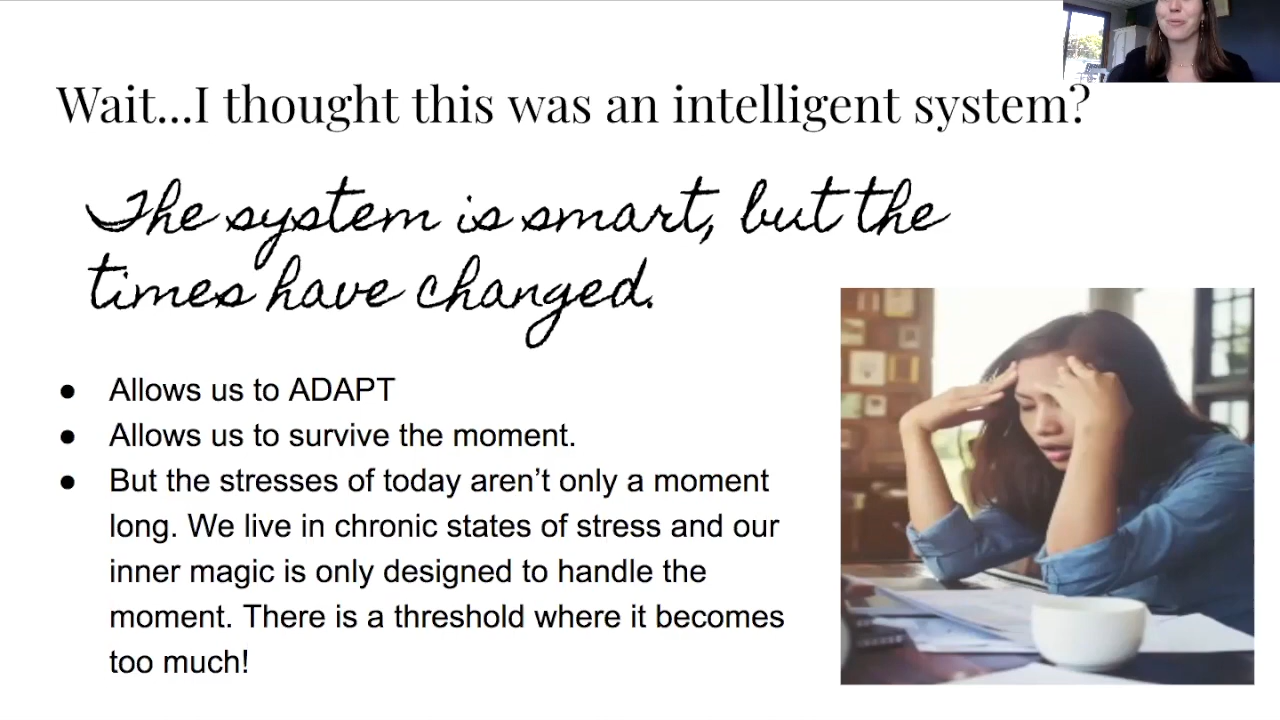 Wait...I thought this was an intelligent system?
The system is smart, but the
times have changed.
● Allows us to ADAPT
● Allows us to survive the moment.
● But the stresses of today aren’t only a moment
long. We live in chronic states of stress and our
inner magic is only designed to handle the
moment. There is a threshold where it becomes
too much!